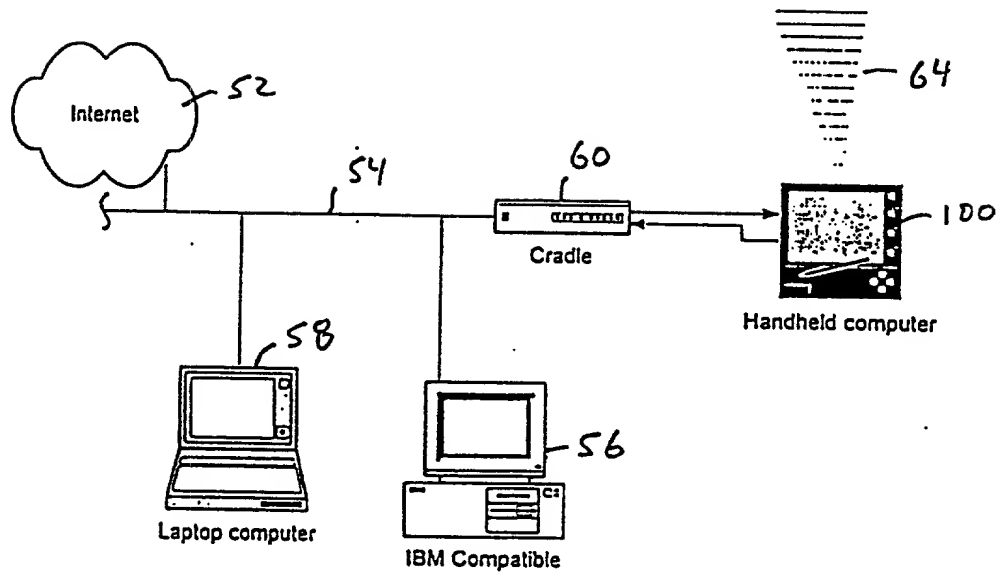 Internet
52
64
54
60
100
Cradle
Handheld computer
58
56
Laptop computer
IBM Compatible